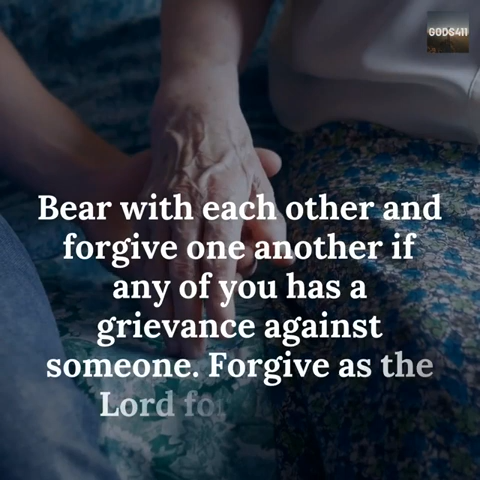 GODS411
Bear with each other and
forgive one another if
any of you has a
grievance against
someone. Forgive as the
Lord